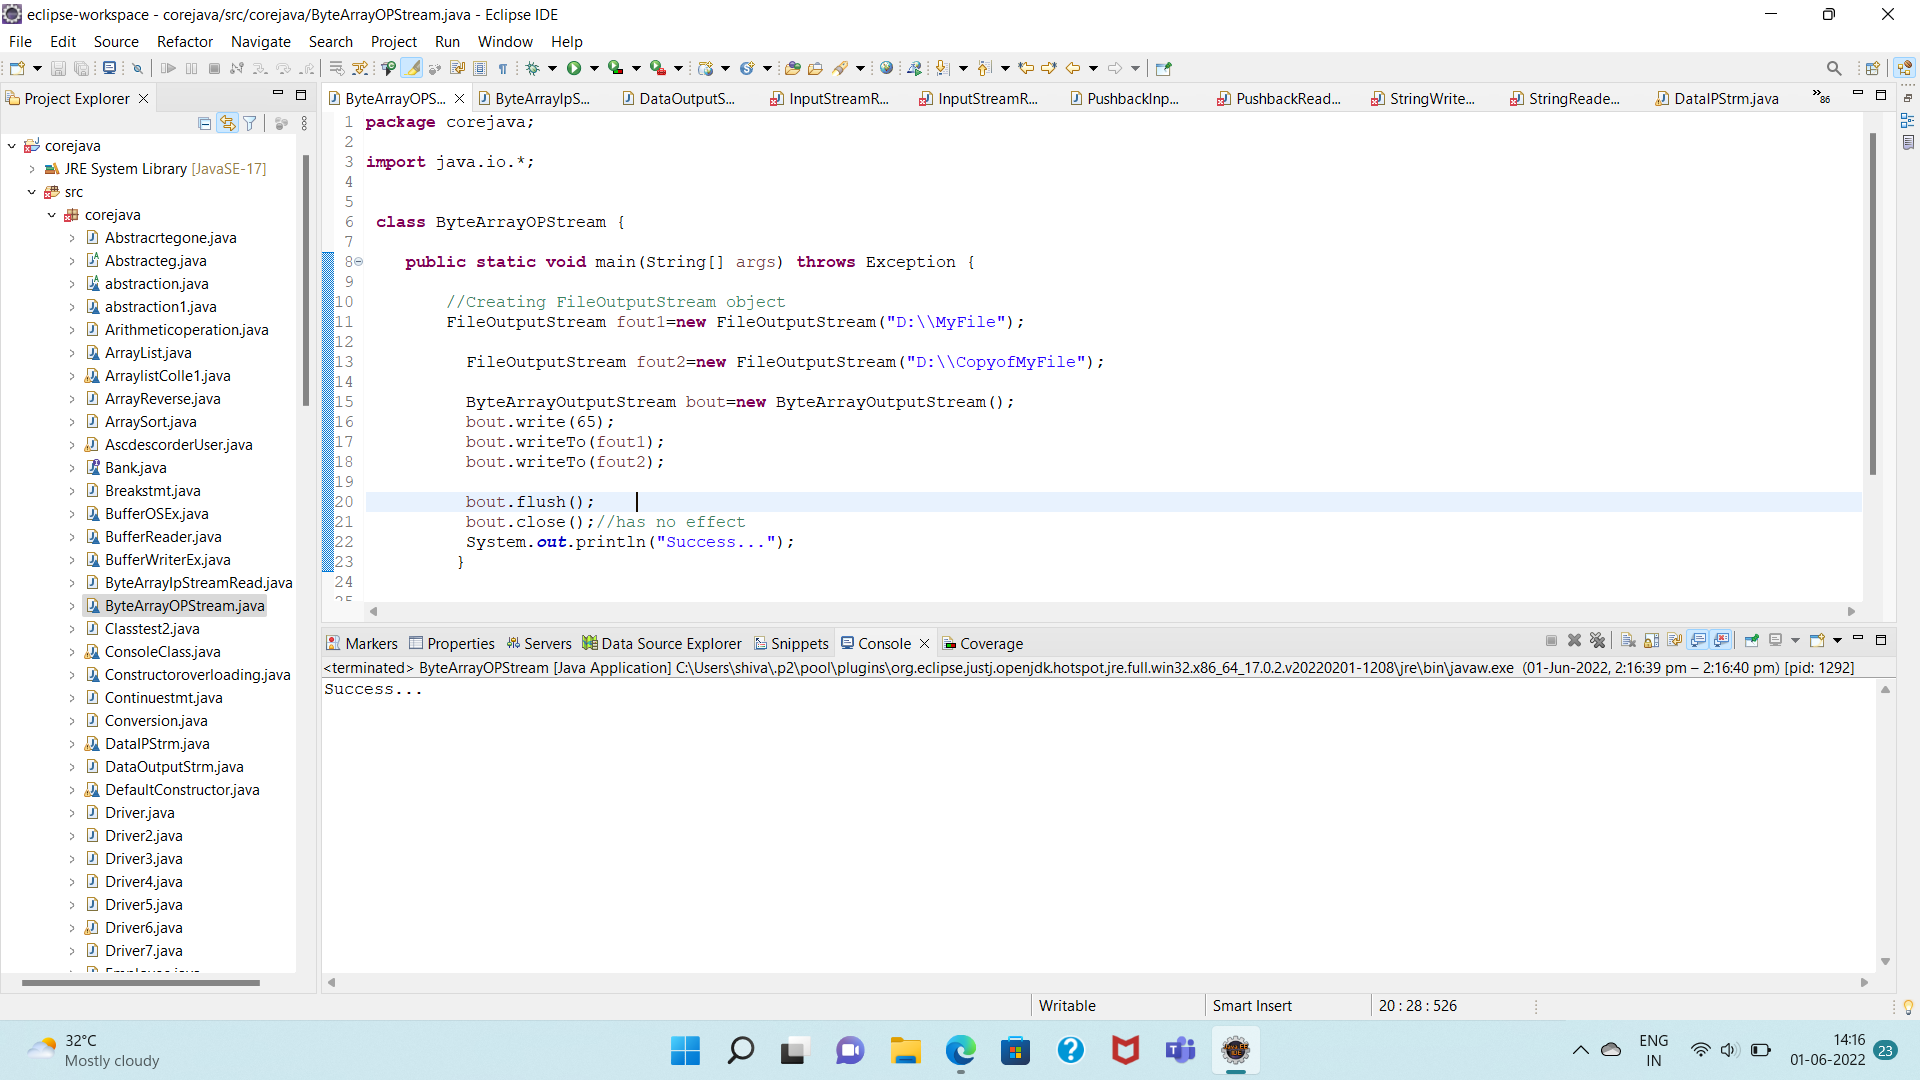 eclipse-workspace - corejava/src/corejava/ByteArrayOPStream.java - Eclipse IDE
File Edit Source Refactor Navigate Search Project Run Window Help
Project Explorer
ByteArrayOPS... ByteArrayIpS... DataOutputS... InputStreamR... InputStreamR... PushbackInp... PushbackRead... StringWrite... StringReade... DataIPStrm.java »86
corejava
JRE System Library [JavaSE-17]
src
corejava
Abstracrtegone.java
Abstracteg.java
abstraction.java
abstraction1.java
Arithmeticoperation.java
ArrayList.java
ArraylistColle1.java
ArrayReverse.java
ArraySort.java
AscdescorderUser.java
Bank.java
Breakstmt.java
BufferOSEx.java
BufferReader.java
BufferWriterEx.java
ByteArrayIpStreamRead.java
ByteArrayOPStream.java
Classtest2.java
ConsoleClass.java
Constructoroverloading.java
Continuestmt.java
Conversion.java
DataIPStrm.java
DataOutputStrm.java
DefaultConstructor.java
Driver.java
Driver2.java
Driver3.java
Driver4.java
Driver5.java
Driver6.java
Driver7.java
1 package corejava;
2
3 import java.io.*;
4
5
6 class ByteArrayOPStream {
7
8 public static void main(String[] args) throws Exception {
9
10 //Creating FileOutputStream object
11 FileOutputStream fout1=new FileOutputStream("D:\\MyFile");
12
13 FileOutputStream fout2=new FileOutputStream("D:\\CopyofMyFile");
14
15 ByteArrayOutputStream bout=new ByteArrayOutputStream();
16 bout.write(65);
17 bout.writeTo(fout1);
18 bout.writeTo(fout2);
19
20 bout.flush();
21 bout.close();//has no effect
22 System.out.println("Success...");
23 }
24
25
Markers Properties Servers Data Source Explorer Snippets Console Coverage
<terminated> ByteArrayOPStream [Java Application] C:\Users\shiva\.p2\pool\plugins\org.eclipse.justj.openjdk.hotspot.jre.full.win32.x86_64_17.0.2.v20220201-1208\jre\bin\javaw.exe (01-Jun-2022, 2:16:39 pm – 2:16:40 pm) [pid: 1292]
Success...
Writable Smart Insert 20 : 28 : 526
32°C
Mostly cloudy
ENG
IN
14:16
01-06-2022
23